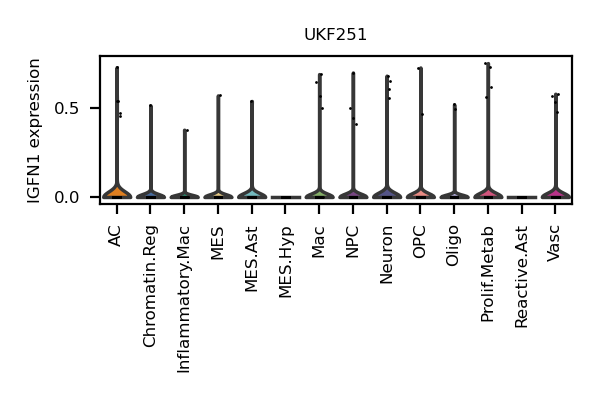 UKF251
IGFN1 expression
0.5
0.0
AC
Chromatin.Reg
Inflammatory.Mac
MES
MES.Ast
MES.Hyp
Mac
NPC
Neuron
OPC
Oligo
Prolif.Metab
Reactive.Ast
Vasc